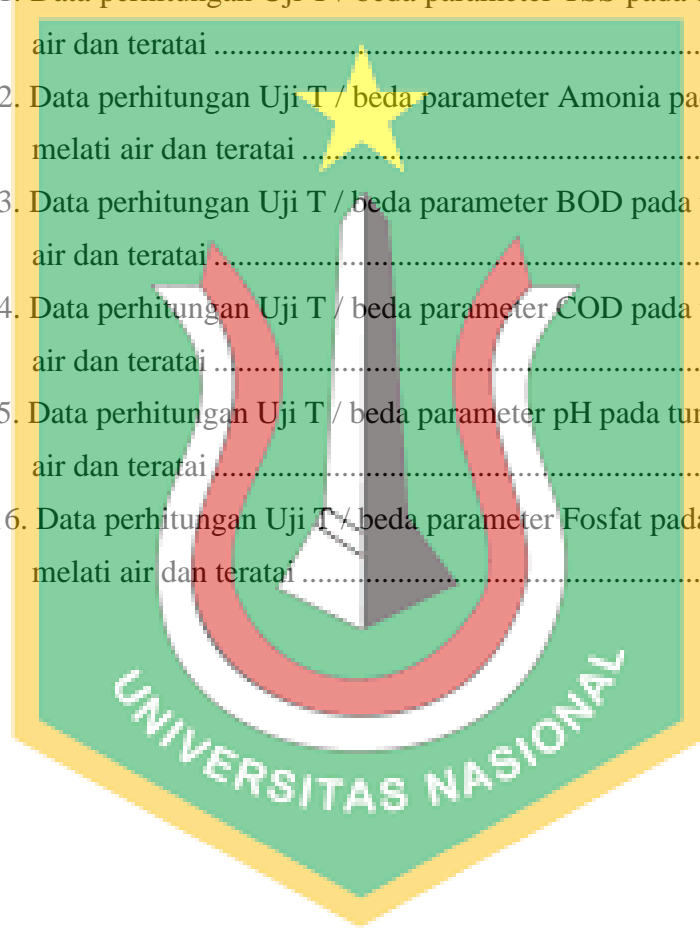 air dan teratai ............................................................
2. Data perhitungan Uji T / beda parameter Amonia pa
melati air dan teratai ..................................................
3. Data perhitungan Uji T / beda parameter BOD pada
air dan teratai ............................................................
4. Data perhitungan Uji T / beda parameter COD pada
air dan teratai ............................................................
5. Data perhitungan Uji T / beda parameter pH pada tu
air dan teratai ............................................................
6. Data perhitungan Uji T / beda parameter Fosfat pada
melati air dan teratai ..................................................
UNIVERSITAS NASIONAL